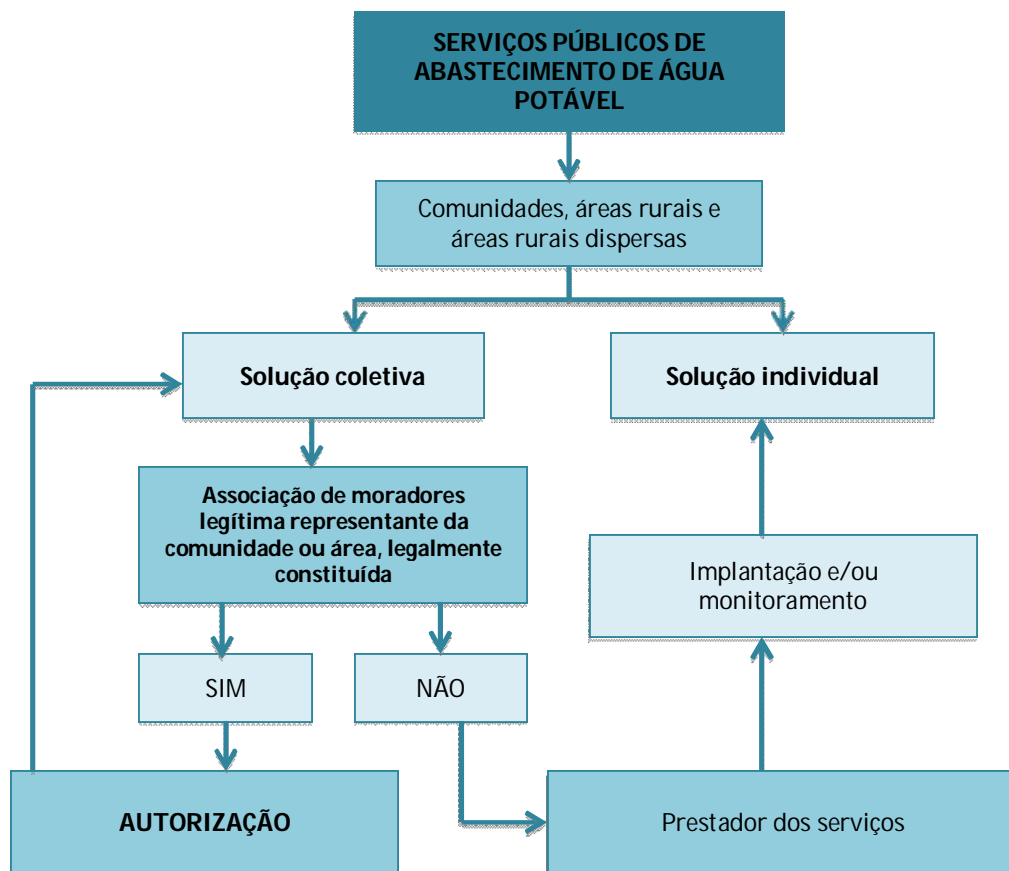 SERVIÇOS PÚBLICOS DE
ABASTECIMENTO DE ÁGUA
POTÁVEL
Comunidades, áreas rurais e
áreas rurais dispersas
Solução coletiva
Solução individual
Associação de moradores
legítima representante da
comunidade ou área, legalmente
constituída
Implantação e/ou
monitoramento
SIM
NÃO
AUTORIZAÇÃO
Prestador dos serviços